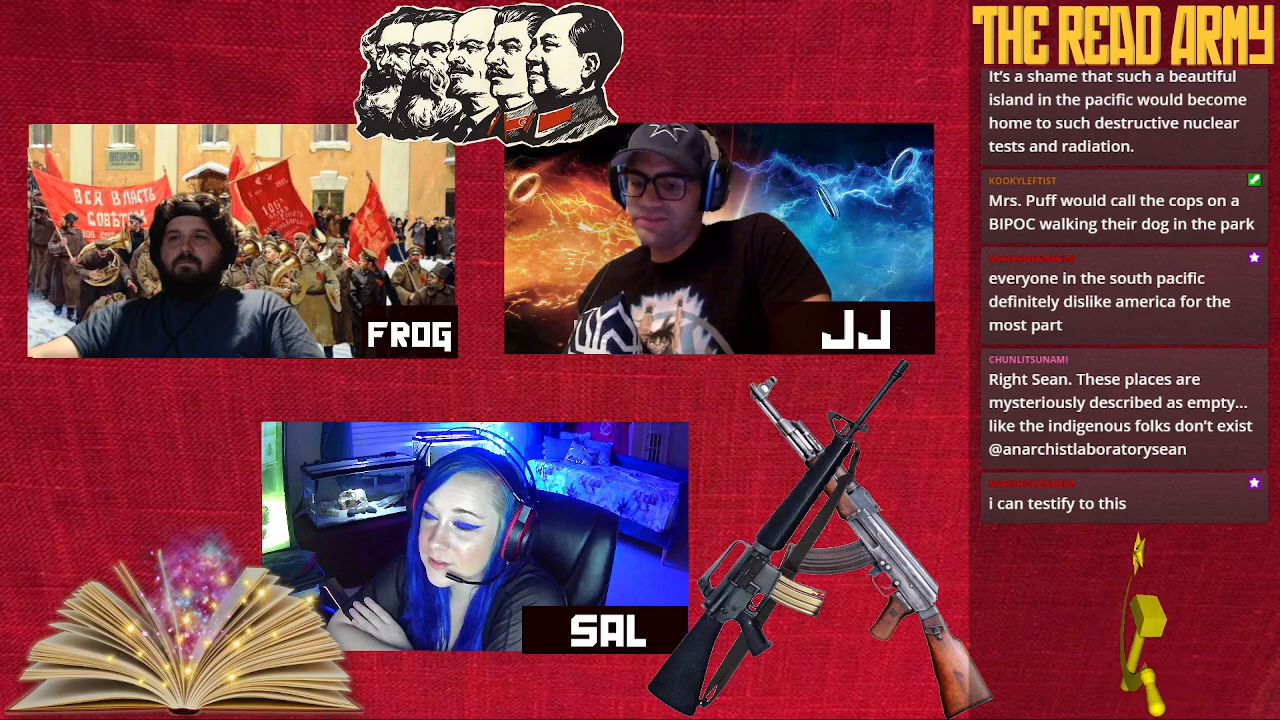 THE READ ARMY
It's a shame that such a beautiful
island in the pacific would become
home to such destructive nuclear
tests and radiation.
KOOKYLEFTIST
Mrs. Puff would call the cops on a
BIPOC walking their dog in the park
everyone in the south pacific
definitely dislike america for the
most part
CHUNLITSUNAMI
Right Sean. These places are
mysteriously described as empty...
like the indigenous folks don't exist
@anarchistlaboratorysean
i can testify to this
ВСЯ ВЛАСТЬ
СОВѢТАМ
FROG
JJ
SAL